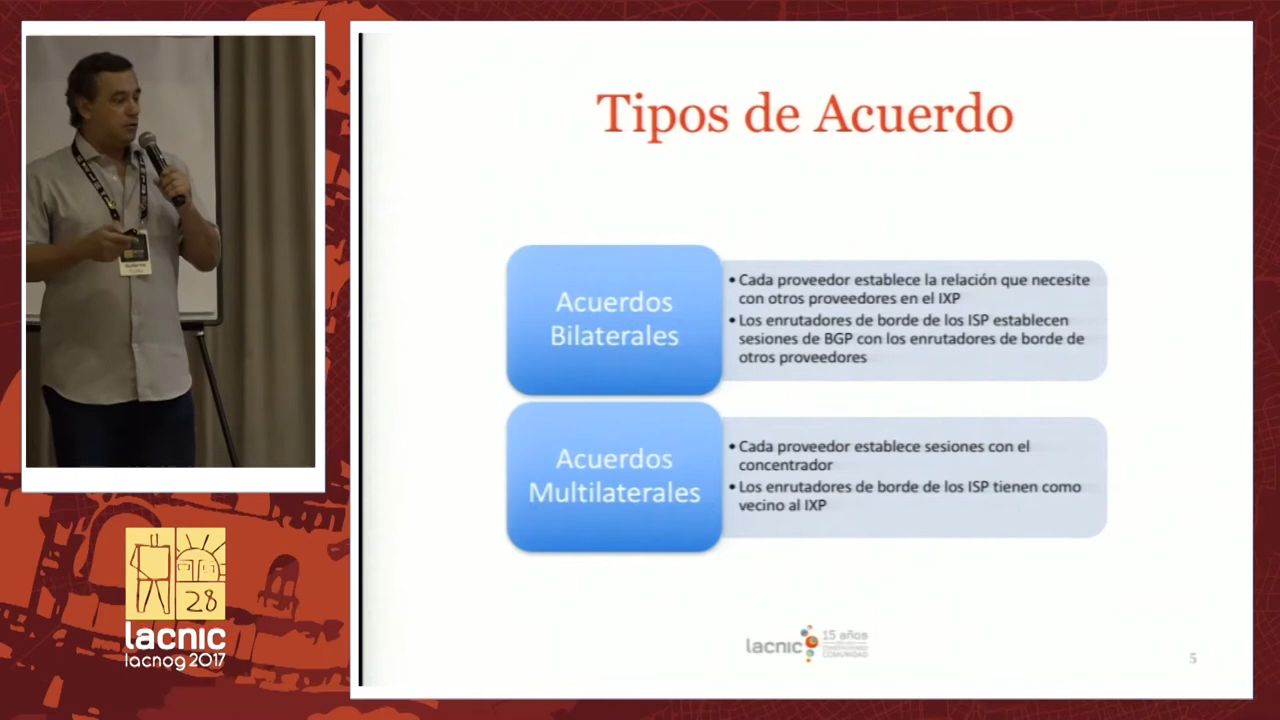 Tipos de Acuerdo
Acuerdos
Bilaterales
• Cada proveedor establece la relación que necesite
con otros proveedores en el IXP
• Los enrutadores de borde de los ISP establecen
sesiones de BGP con los enrutadores de borde de
otros proveedores
Acuerdos
Multilaterales
• Cada proveedor establece sesiones con el
concentrador
• Los enrutadores de borde de los ISP tienen como
vecino al IXP
28
lacnic
lacnog 2017
lacnic
15 años
5